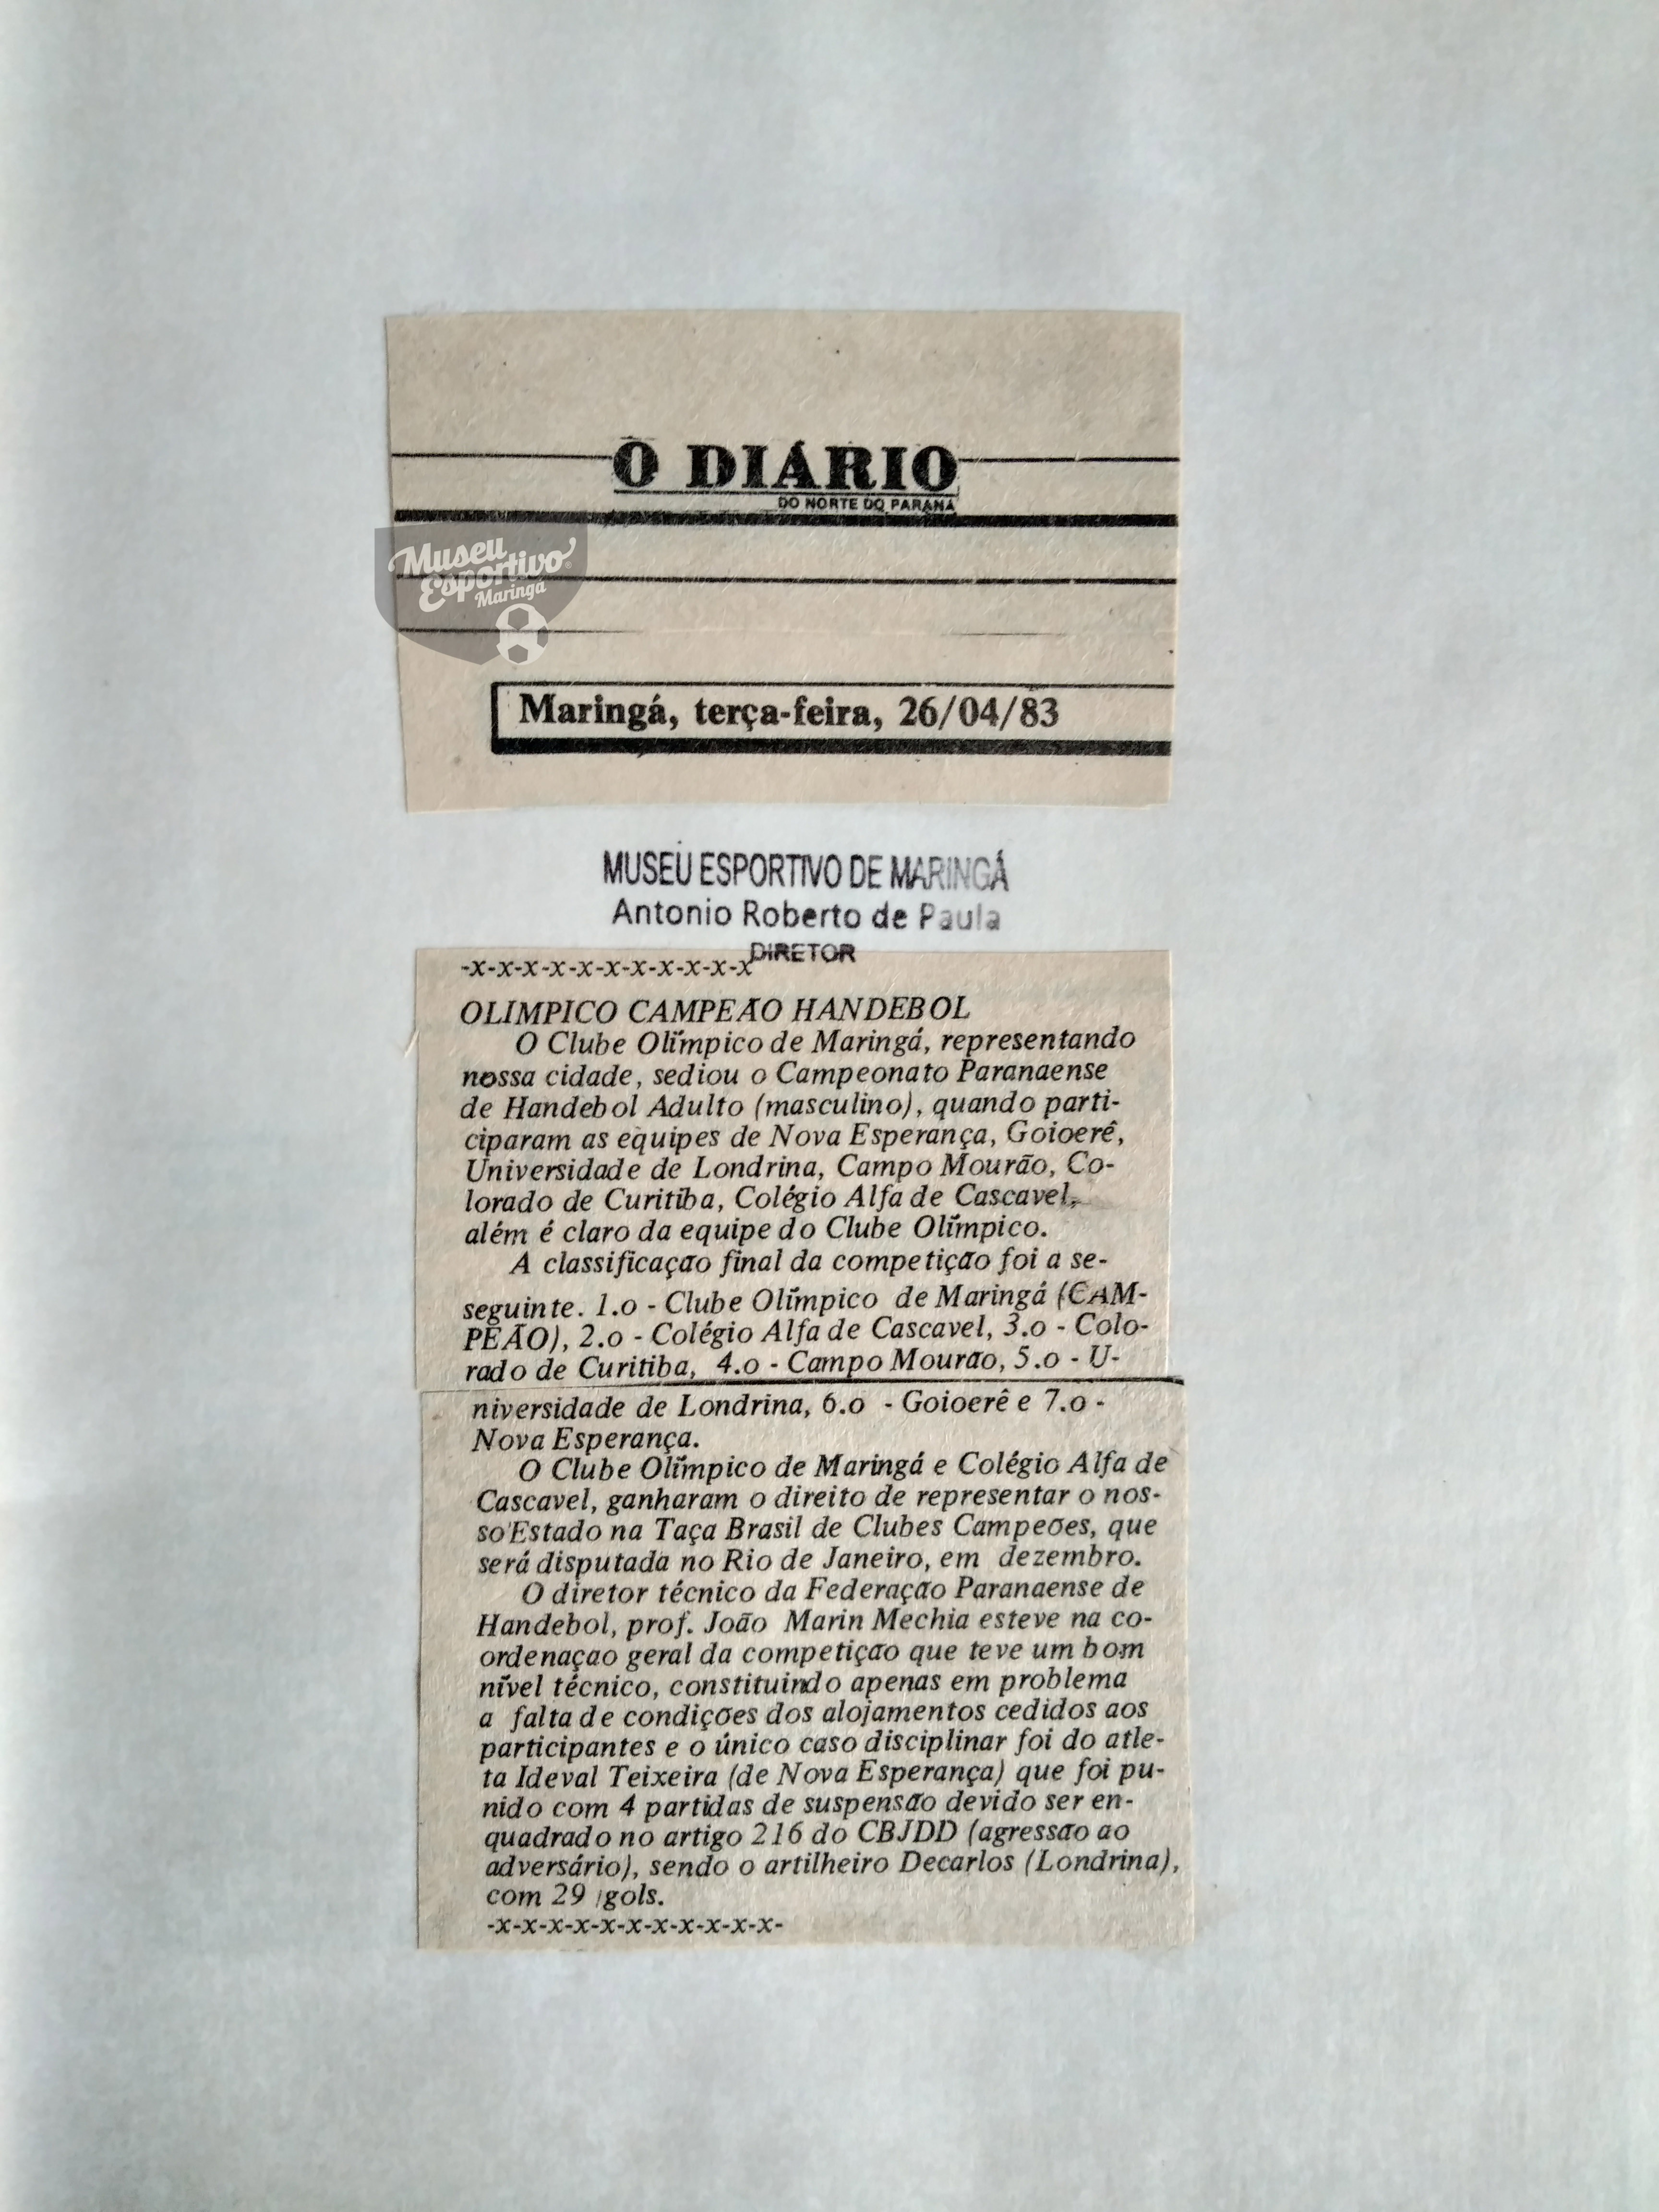 O DIÁRIO
DO NORTE DO PARANÁ
Museu
Esportivo
Maringá
Maringá, terça-feira, 26/04/83
MUSEU ESPORTIVO DE MARINGÁ
Antonio Roberto de Paula
DIRETOR
-x-x-x-x-x-x-x-x-x-x-x
OLIMPICO CAMPEÃO HANDEBOL
O Clube Olímpico de Maringá, representando
nossa cidade, sediou o Campeonato Paranaense
de Handebol Adulto (masculino), quando parti-
ciparam as equipes de Nova Esperança, Goioerê,
Universidade de Londrina, Campo Mourão, Co-
lorado de Curitiba, Colégio Alfa de Cascavel,
além é claro da equipe do Clube Olímpico.
A classificação final da competição foi a se-
seguinte. 1.o - Clube Olímpico de Maringá (CAM-
PEÃO), 2.o - Colégio Alfa de Cascavel, 3.o - Colo-
rado de Curitiba, 4.o - Campo Mourão, 5.o - U-
niversidade de Londrina, 6.o - Goioerê e 7.o -
Nova Esperança.
O Clube Olímpico de Maringá e Colégio Alfa de
Cascavel, ganharam o direito de representar o nos-
so Estado na Taça Brasil de Clubes Campeões, que
será disputada no Rio de Janeiro, em dezembro.
O diretor técnico da Federação Paranaense de
Handebol, prof. João Marin Mechia esteve na co-
ordenaçao geral da competição que teve um bom
nível técnico, constituindo apenas em problema
a falta de condições dos alojamentos cedidos aos
participantes e o único caso disciplinar foi do atle-
ta Ideval Teixeira (de Nova Esperança) que foi pu-
nido com 4 partidas de suspensão devido ser en-
quadrado no artigo 216 do CBJDD (agressão ao
adversário), sendo o artilheiro Decarlos (Londrina),
com 29 gols.
-x-x-x-x-x-x-x-x-x-x-x-